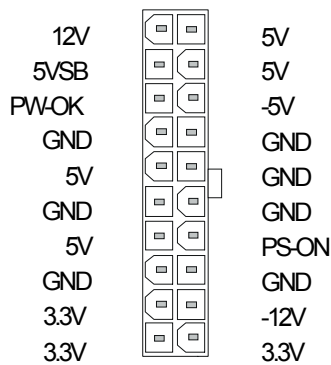 12V 5V
5VSB 5V
PW-OK -5V
GND GND
5V GND
GND GND
5V PS-ON
GND GND
3.3V -12V
3.3V 3.3V